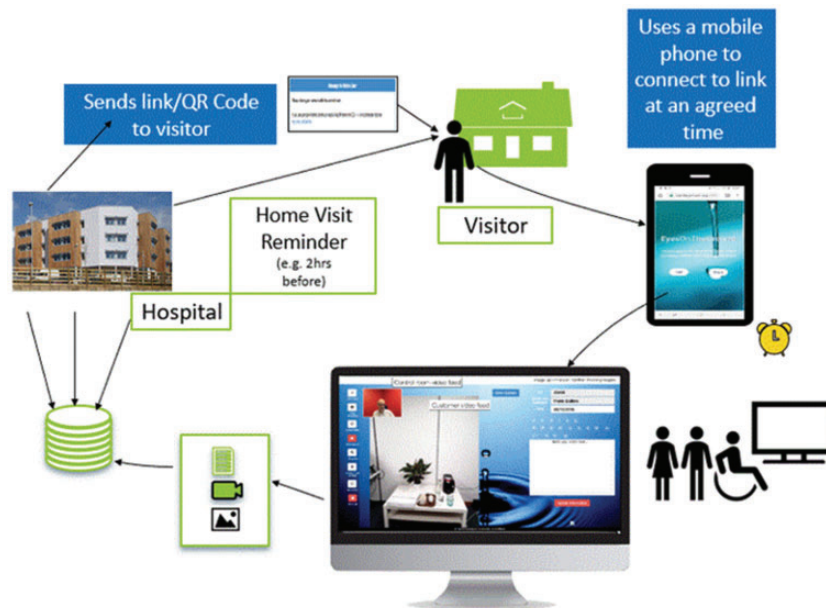 Sends link/QR Code
to visitor
Uses a mobile
phone to
connect to link
at an agreed
time
Home Visit
Reminder
(e.g. 2hrs
before)
Visitor
Hospital
Control room video feed
Customer video feed